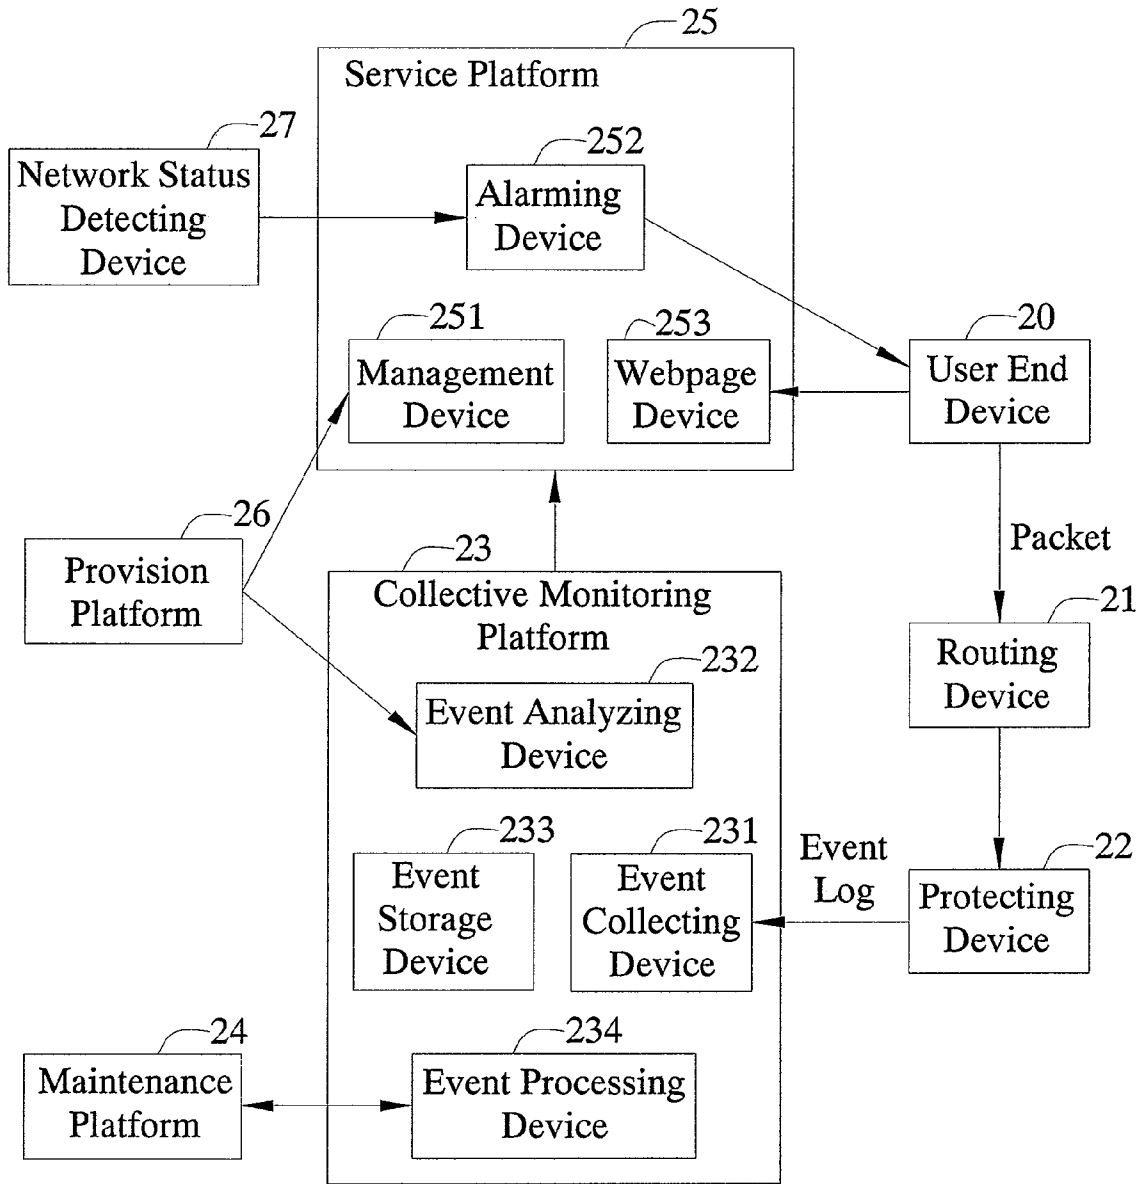 25
Service Platform
27
Network Status
Detecting
Device
252
Alarming
Device
251
Management
Device
253
Webpage
Device
20
User End
Device
26
Provision
Platform
Packet
23
Collective Monitoring
Platform
21
Routing
Device
232
Event Analyzing
Device
233
Event
Storage
Device
231
Event
Collecting
Device
Event
Log
22
Protecting
Device
24
Maintenance
Platform
234
Event Processing
Device